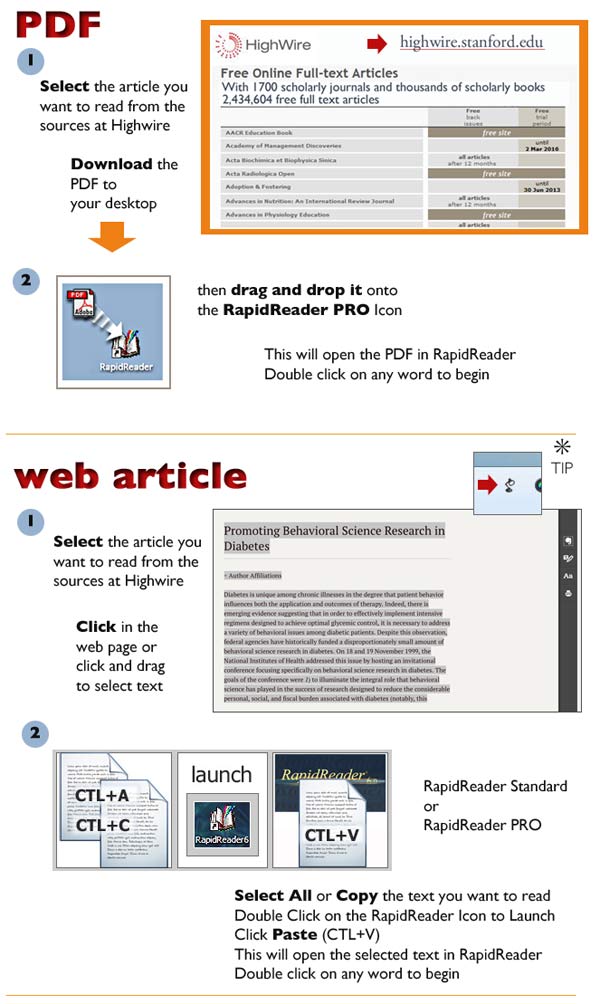 PDF
1
Select the article you
want to read from the
sources at Highwire
Download the
PDF to
your desktop
HighWire
highwire.stanford.edu
Free Online Full-text Articles
With 1700 scholarly journals and thousands of scholarly books
2,434,604 free full text articles
Free back issues
Free trial period
AACR Education Book free site
Academy of Management Discoveries until 2 Mar 2016
Acta Biochimica et Biophysica Sinica all articles after 12 months
Acta Radiologica Open free site
Adoption & Fostering until 30 Jun 2013
Advances in Nutrition: An International Review Journal all articles after 12 months
Advances in Physiology Education free site
all articles
2
PDF
Adobe
RapidReader
then drag and drop it onto
the RapidReader PRO Icon
This will open the PDF in RapidReader
Double click on any word to begin
web article
TIP
1
Select the article you
want to read from the
sources at Highwire
Click in the
web page or
click and drag
to select text
Promoting Behavioral Science Research in
Diabetes
+ Author Affiliations
Diabetes is unique among chronic illnesses in the degree that patient behavior
influences both the application and outcomes of therapy. Indeed, there is
emerging evidence suggesting that in order to effectively implement intensive
regimens designed to achieve optimal glycemic control, it is necessary to address
a variety of behavioral issues among diabetic patients. Despite this observation,
federal agencies have historically funded a disproportionately small amount of
behavioral science research in diabetes. On 18 and 19 November 1999, the
National Institutes of Health addressed this issue by hosting an invitational
conference focusing specifically on behavioral science research in diabetes. The
goals of the conference were 1) to illuminate the integral role that behavioral
science has played in the success of research designed to reduce the considerable
personal, social, and fiscal burden associated with diabetes (notably, this
Aa
2
CTL+A
CTL+C
launch
RapidReader6
RapidReader
CTL+V
RapidReader Standard
or
RapidReader PRO
Select All or Copy the text you want to read
Double Click on the RapidReader Icon to Launch
Click Paste (CTL+V)
This will open the selected text in RapidReader
Double click on any word to begin